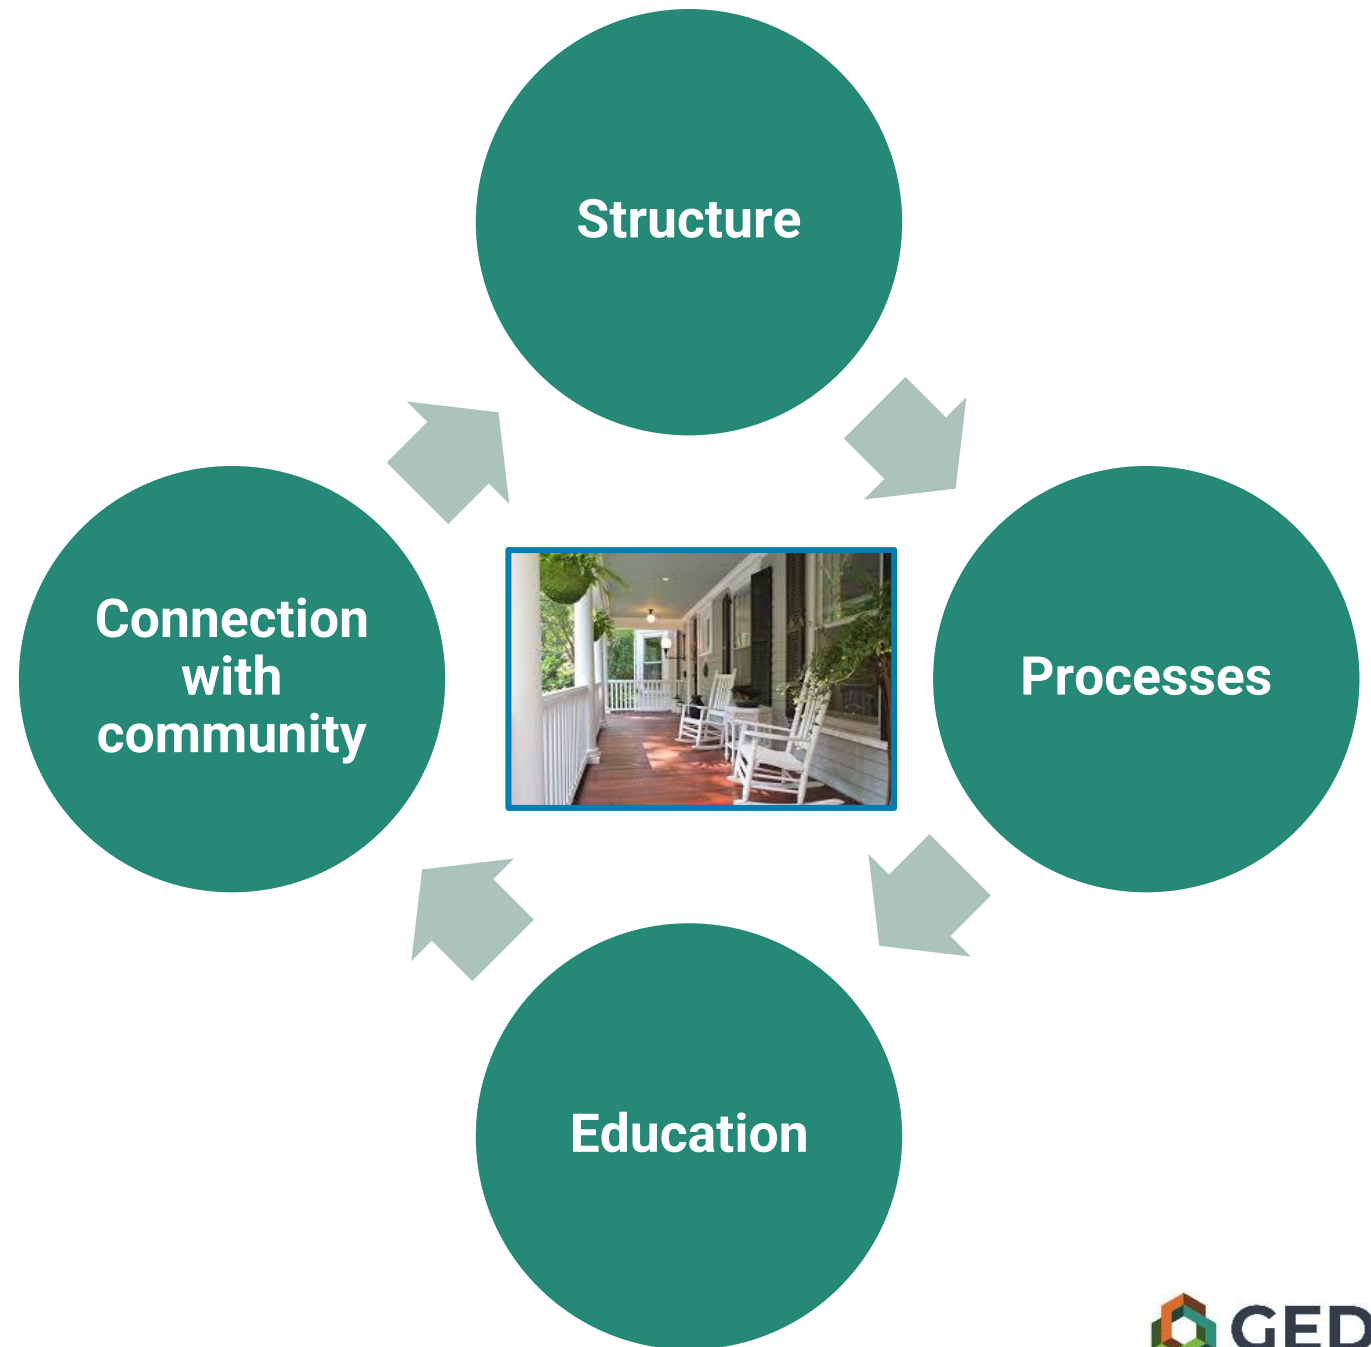 Structure
Connection
with
community
Processes
Education
GED